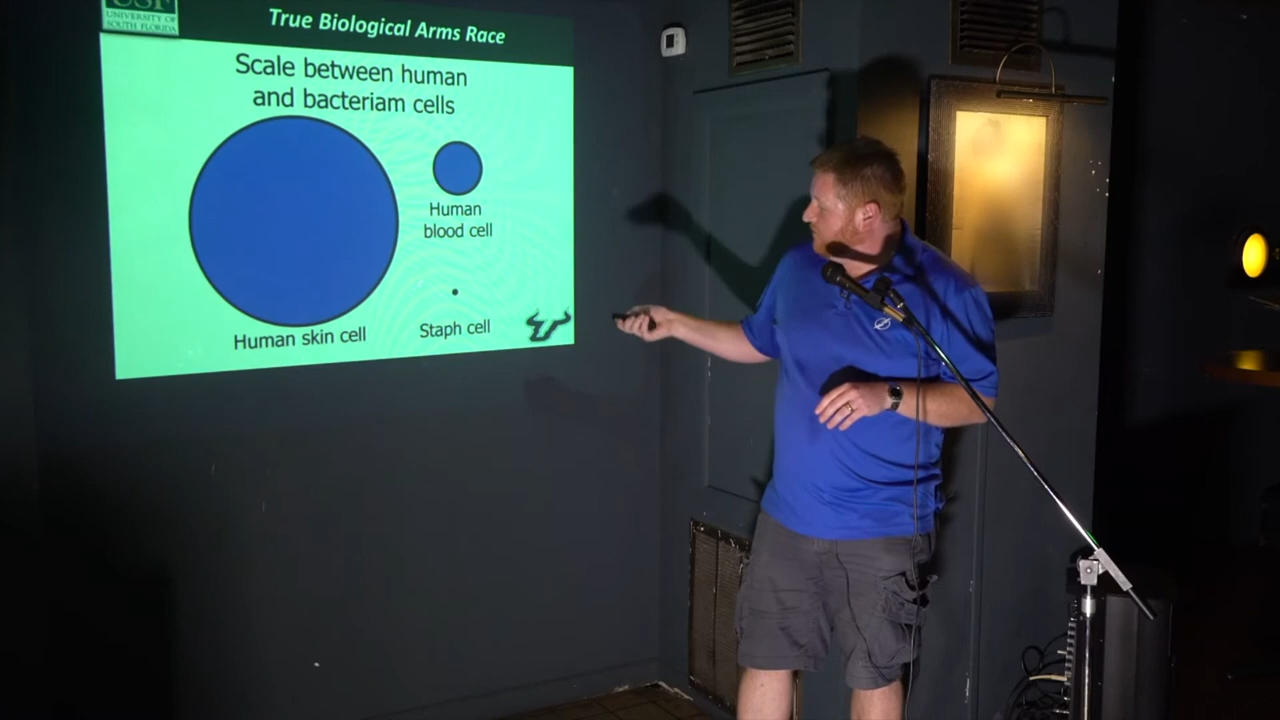 USF
UNIVERSITY OF
SOUTH FLORIDA
True Biological Arms Race
Scale between human
and bacteriam cells
Human
blood cell
Human skin cell
Staph cell